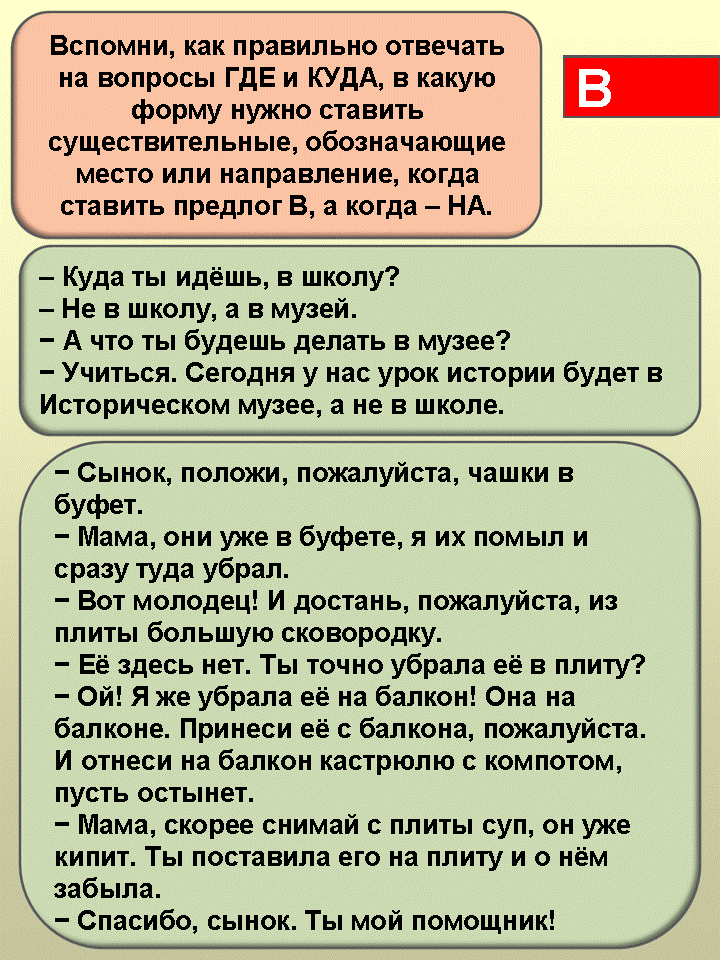 Вспомни, как правильно отвечать
на вопросы ГДЕ и КУДА, в какую
форму нужно ставить
существительные, обозначающие
место или направление, когда
ставить предлог В, а когда – НА.
В
– Куда ты идёшь, в школу?
– Не в школу, а в музей.
− А что ты будешь делать в музее?
− Учиться. Сегодня у нас урок истории будет в
Историческом музее, а не в школе.
− Сынок, положи, пожалуйста, чашки в
буфет.
− Мама, они уже в буфете, я их помыл и
сразу туда убрал.
− Вот молодец! И достань, пожалуйста, из
плиты большую сковородку.
− Её здесь нет. Ты точно убрала её в плиту?
− Ой! Я же убрала её на балкон! Она на
балконе. Принеси её с балкона, пожалуйста.
И отнеси на балкон кастрюлю с компотом,
пусть остынет.
− Мама, скорее снимай с плиты суп, он уже
кипит. Ты поставила его на плиту и о нём
забыла.
− Спасибо, сынок. Ты мой помощник!